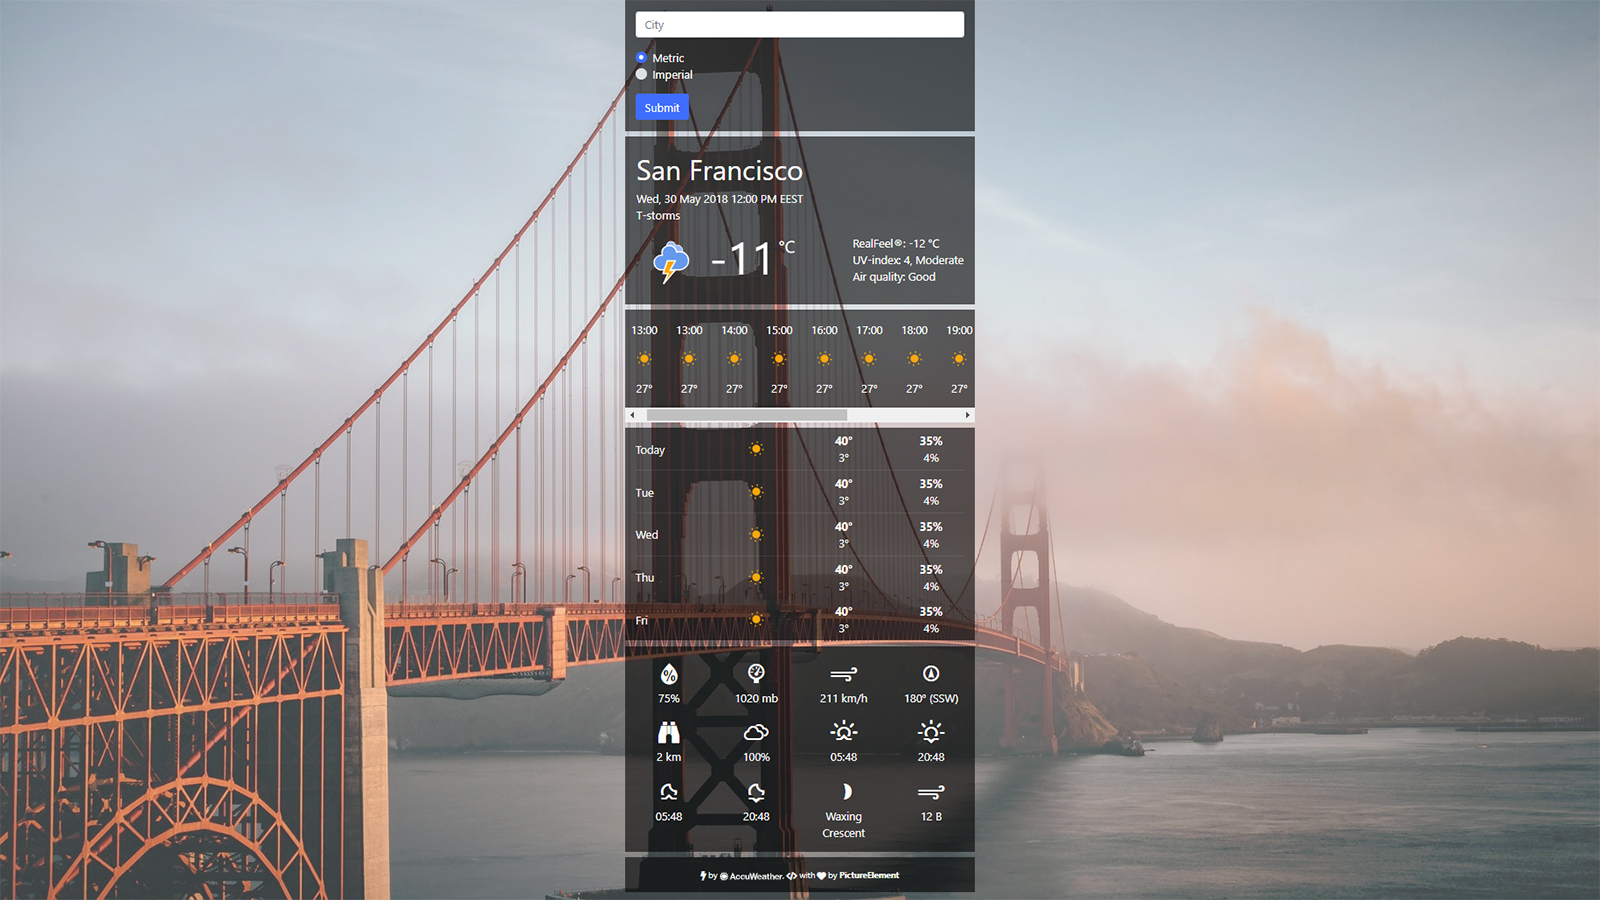 City
Metric
Imperial
Submit
San Francisco
Wed, 30 May 2018 12:00 PM EEST
T-storms
-11 °C
RealFeel®: -12 °C
UV-index: 4, Moderate
Air quality: Good
13:00 13:00 14:00 15:00 16:00 17:00 18:00 19:00
27° 27° 27° 27° 27° 27° 27° 27°
Today 40° 35%
3° 4%
Tue 40° 35%
3° 4%
Wed 40° 35%
3° 4%
Thu 40° 35%
3° 4%
Fri 40° 35%
3° 4%
75% 1020 mb 211 km/h 180° (SSW)
2 km 100% 05:48 20:48
05:48 20:48 Waxing Crescent 12 B
by AccuWeather. with by PictureElement